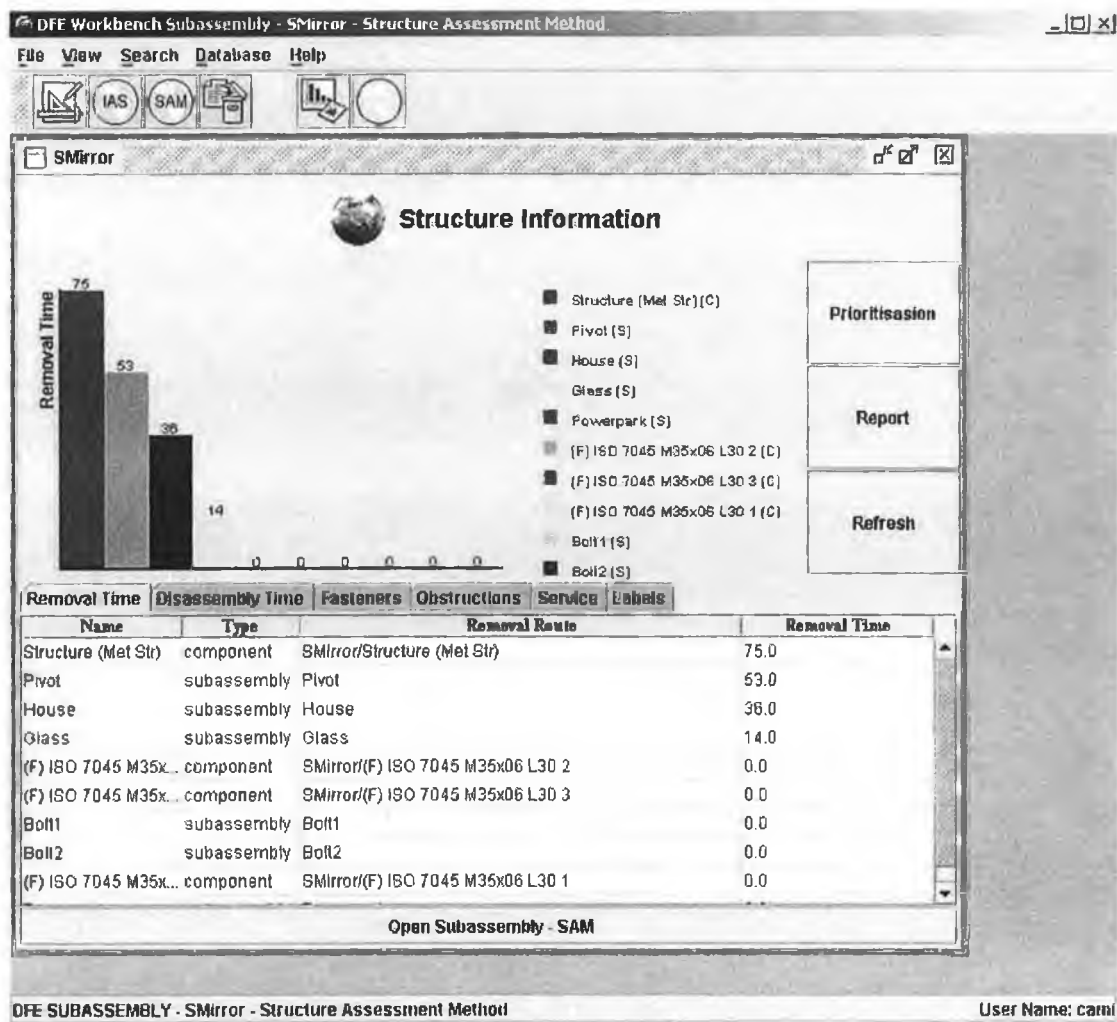 DFE Workbench Subassembly - SMirror - Structure Assessment Method
File View Search Database Help
IAS SAM
SMirror
Structure Information
Removal Time
75
53
36
14
0 0 0 0 0 0
Structure (Met Str)(C)
Pivot (S)
House (S)
Glass (S)
Powerpark (S)
(F) ISO 7045 M35x06 L30 2 (C)
(F) ISO 7045 M35x06 L30 3 (C)
(F) ISO 7045 M35x06 L30 1 (C)
Bolt1 (S)
Bolt2 (S)
Prioritisasion
Report
Refresh
Removal Time Disassembly Time Fasteners Obstructions Service Labels
Name Type Removal Route Removal Time
Structure (Met Str) component SMirror/Structure (Met Str) 75.0
Pivot subassembly Pivot 53.0
House subassembly House 36.0
Glass subassembly Glass 14.0
(F) ISO 7045 M35x... component SMirror/(F) ISO 7045 M35x06 L30 2 0.0
(F) ISO 7045 M35x... component SMirror/(F) ISO 7045 M35x06 L30 3 0.0
Bolt1 subassembly Bolt1 0.0
Bolt2 subassembly Bolt2 0.0
(F) ISO 7045 M35x... component SMirror/(F) ISO 7045 M35x06 L30 1 0.0
Open Subassembly - SAM
DFE SUBASSEMBLY - SMirror - Structure Assessment Method User Name: cami